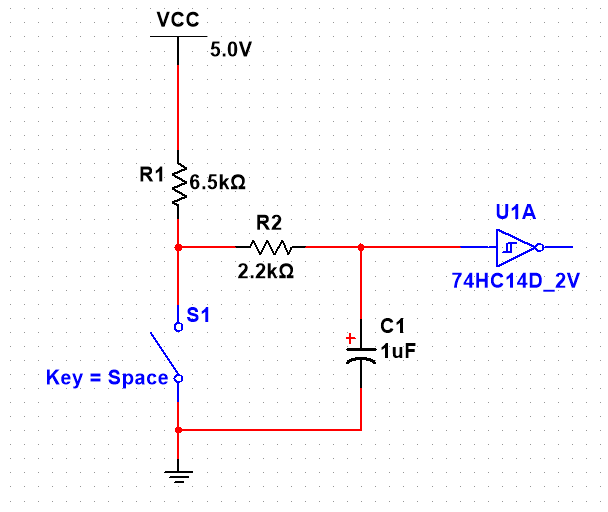 VCC
5.0V
R1
6.5kΩ
R2
2.2kΩ
U1A
74HC14D_2V
S1
Key = Space
+
C1
1uF